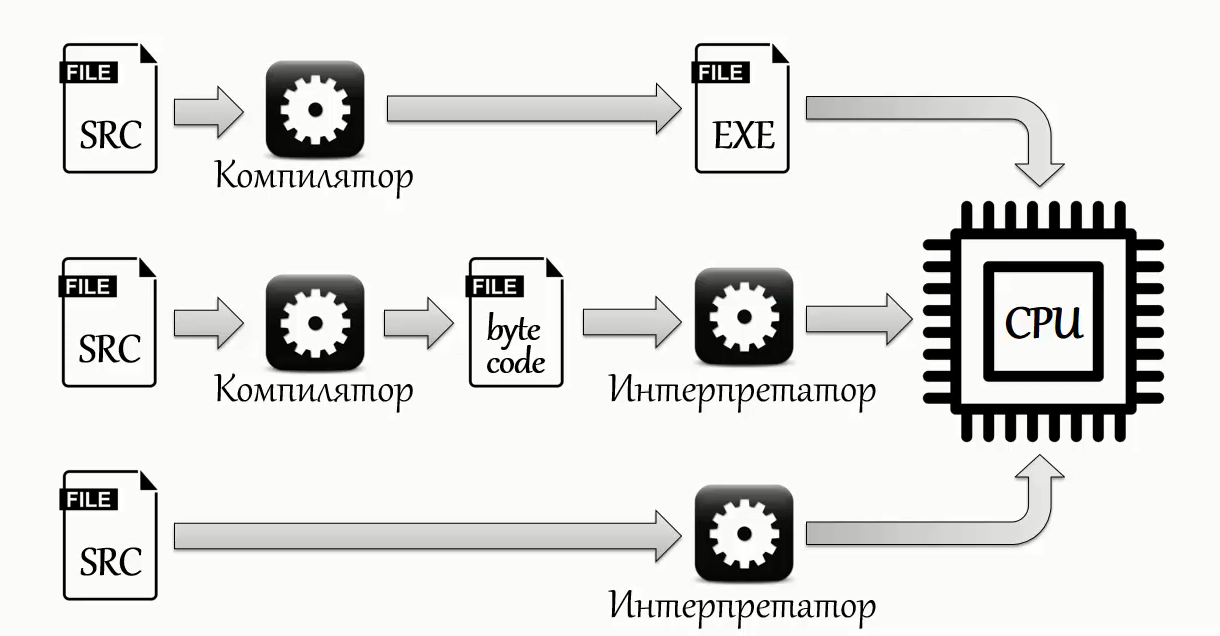 FILE
SRC
Компилятор
FILE
EXE
FILE
SRC
Компилятор
FILE
byte
code
Интерпретатор
CPU
FILE
SRC
Интерпретатор